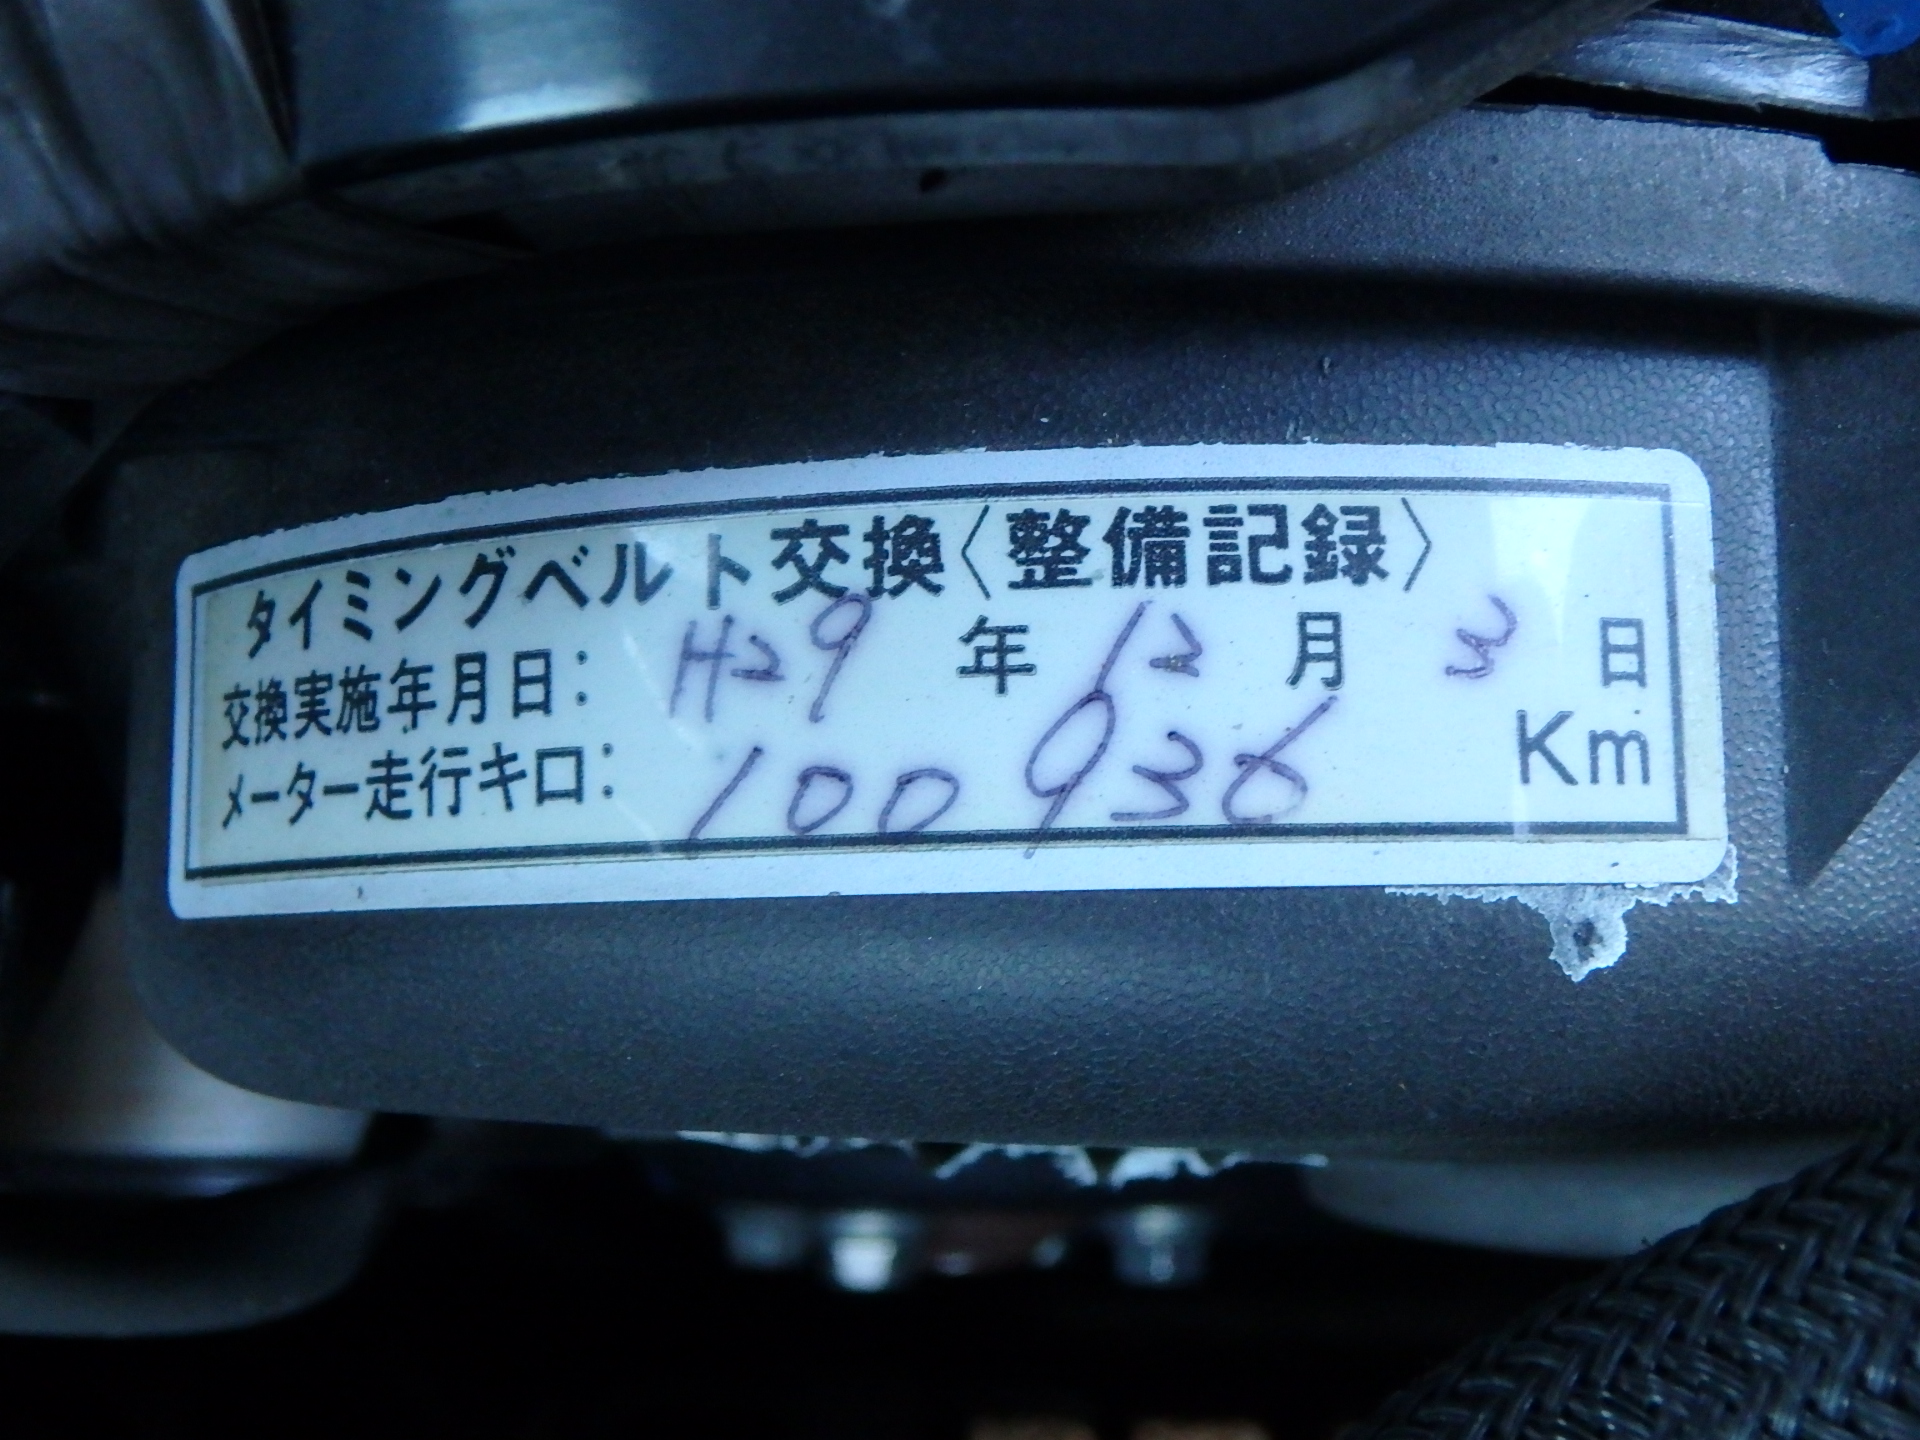 タイミングベルト交換〈整備記録〉
交換実施年月日： H29 年 12 月 3 日
メーター走行キロ： 100936 Km